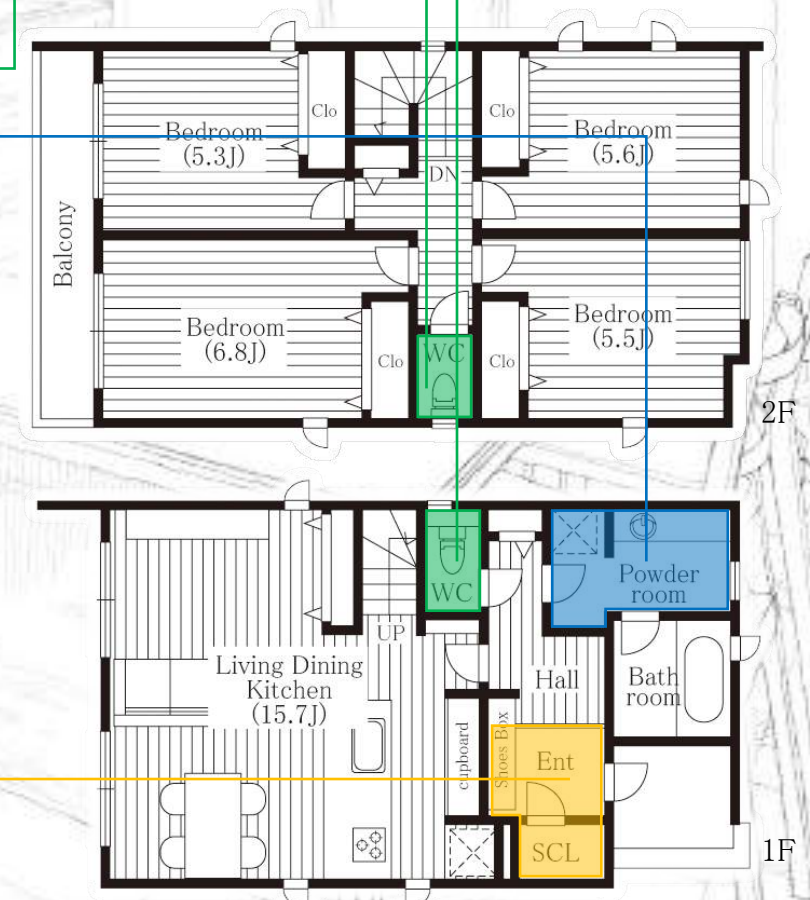 Bedroom
(5.3J)
Clo
Clo
Bedroom
(5.6J)
DN
Balcony
Bedroom
(6.8J)
Clo
WC
Clo
Bedroom
(5.5J)
2F
WC
Powder
room
UP
Living Dining
Kitchen
(15.7J)
Hall
Bath
room
cupboard
Shoes Box
Ent
SCL
1F